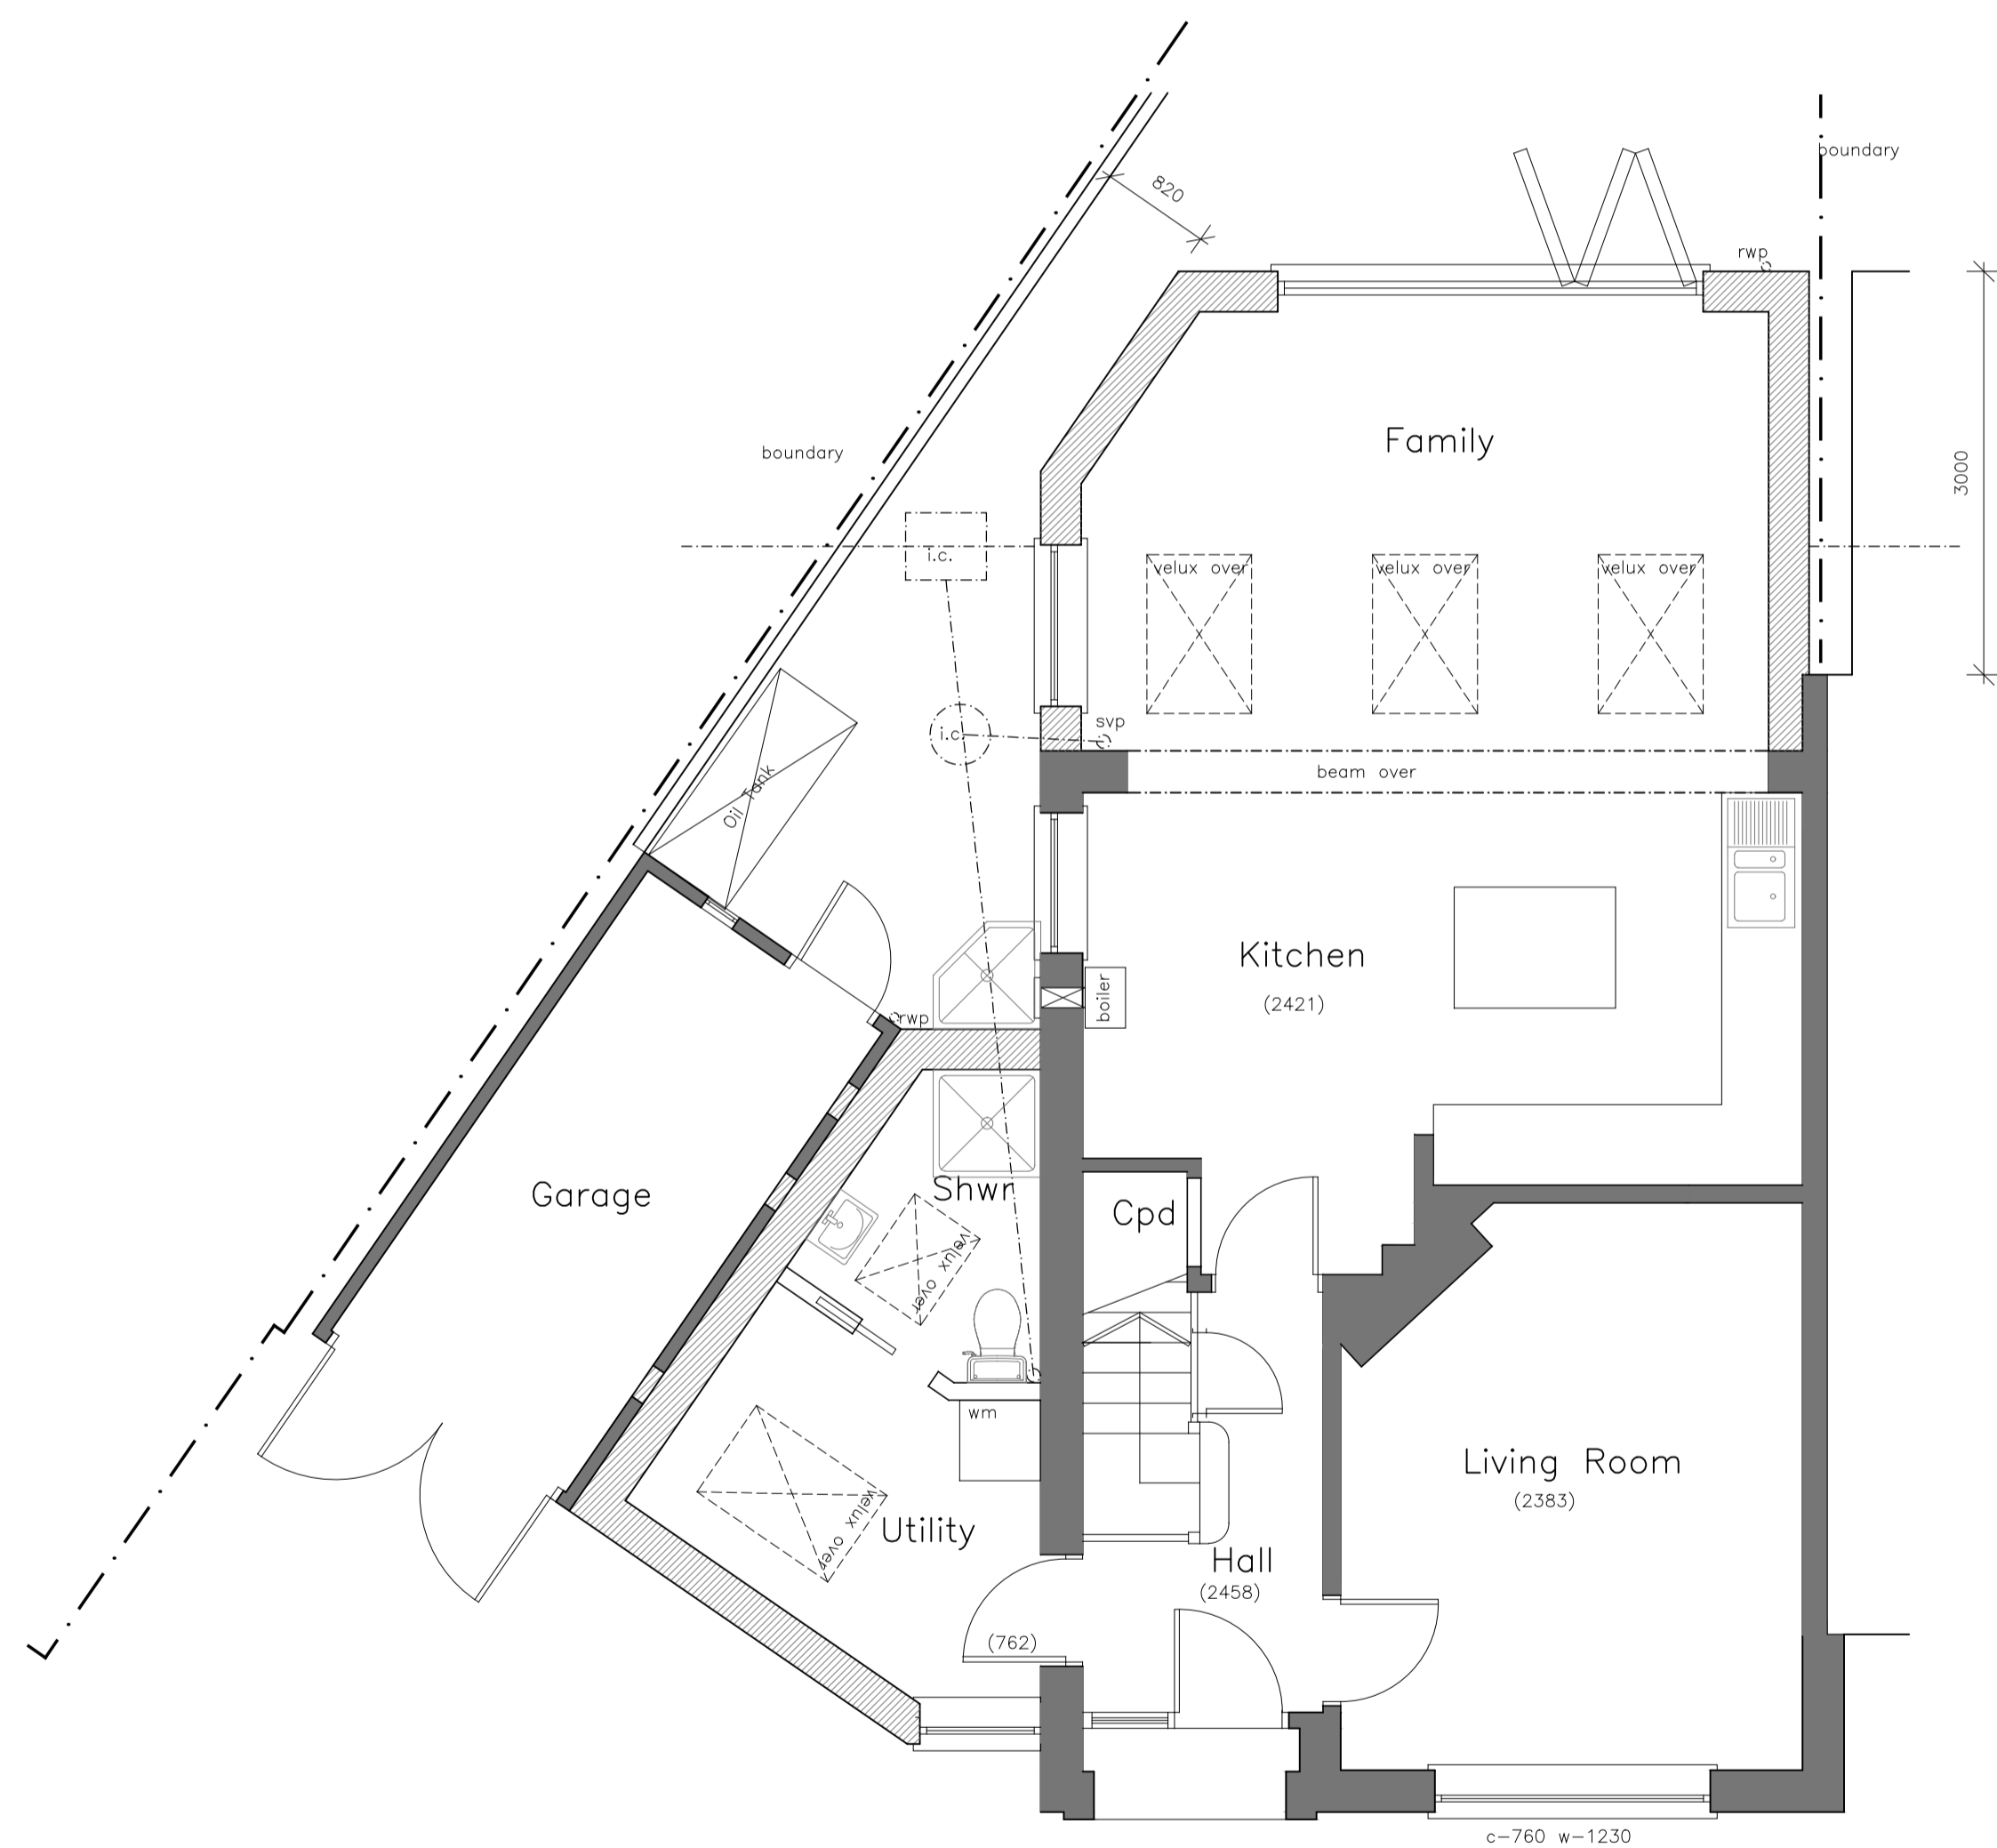 boundary
820
rwp
Family
boundary
3000
i.c.
velux over
velux over
velux over
svp
i.c.
beam over
Oil Tank
Kitchen
(2421)
boiler
rwp
Garage
Shwr
Cpd
velux over
wm
Living Room
(2383)
velux over
Utility
Hall
(2458)
(762)
c-760 w-1230